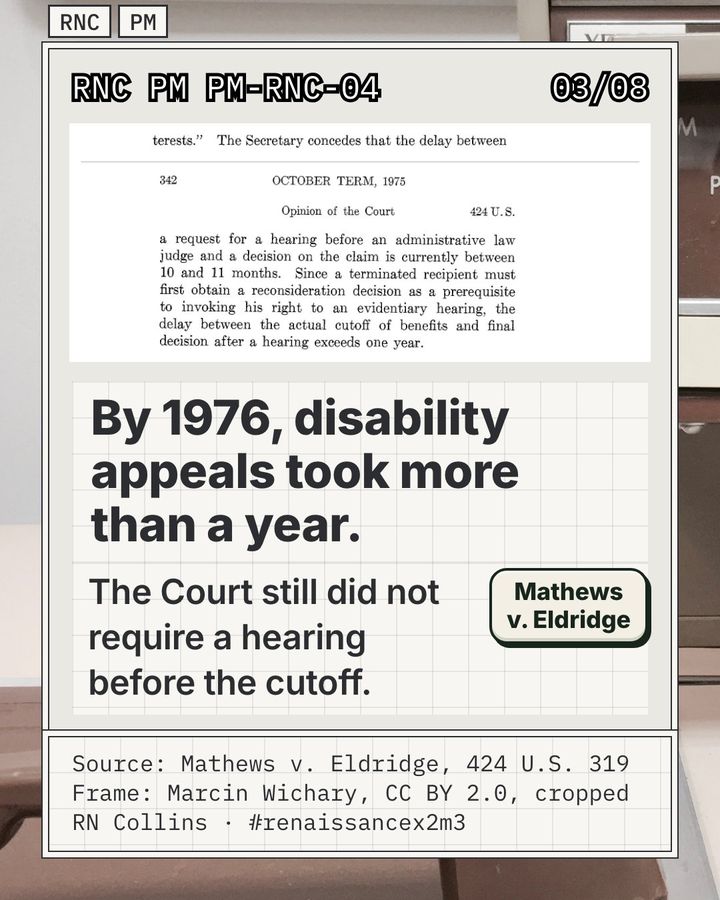 RNC PM
RNC PM PM-RNC-04 03/08
terests.” The Secretary concedes that the delay between
342 OCTOBER TERM, 1975
Opinion of the Court 424 U.S.
a request for a hearing before an administrative law
judge and a decision on the claim is currently between
10 and 11 months. Since a terminated recipient must
first obtain a reconsideration decision as a prerequisite
to invoking his right to an evidentiary hearing, the
delay between the actual cutoff of benefits and final
decision after a hearing exceeds one year.
By 1976, disability
appeals took more
than a year.
The Court still did not
require a hearing
before the cutoff.
Mathews
v. Eldridge
Source: Mathews v. Eldridge, 424 U.S. 319
Frame: Marcin Wichary, CC BY 2.0, cropped
RN Collins · #renaissancex2m3